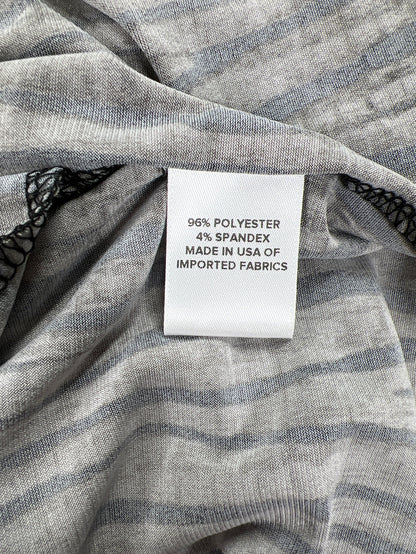 96% POLYESTER
4% SPANDEX
MADE IN USA OF
IMPORTED FABRICS